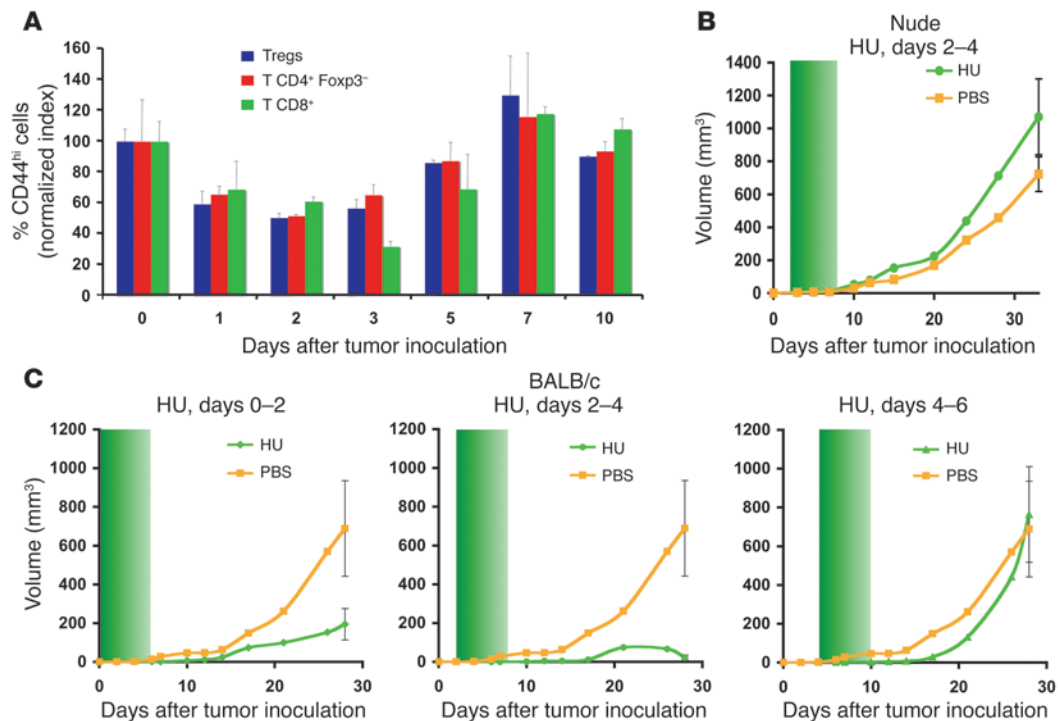 A
160
140
120
100
80
60
40
20
0
% CD44ʰⁱ cells
(normalized index)
Tregs
T CD4⁺ Foxp3⁻
T CD8⁺
0 1 2 3 5 7 10
Days after tumor inoculation
B
Nude
HU, days 2–4
1400
1200
1000
800
600
400
200
0
Volume (mm³)
HU
PBS
0 10 20 30
Days after tumor inoculation
C
BALB/c
HU, days 0–2
1200
1000
800
600
400
200
0
Volume (mm³)
HU
PBS
0 10 20 30
Days after tumor inoculation
HU, days 2–4
1200
1000
800
600
400
200
0
HU
PBS
0 10 20 30
Days after tumor inoculation
HU, days 4–6
1200
1000
800
600
400
200
0
HU
PBS
0 10 20 30
Days after tumor inoculation